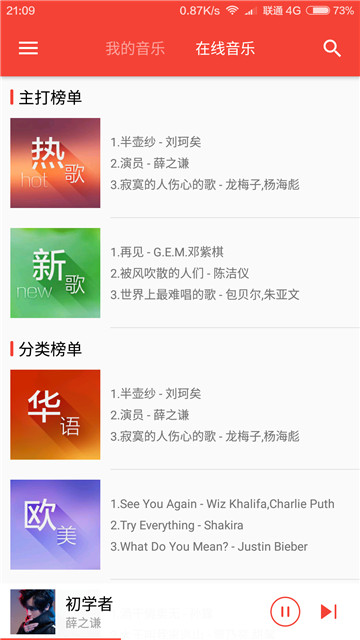 21:09 0.87K/s 联通 4G 73%
我的音乐 在线音乐
主打榜单
热歌
hot
1.半壶纱 - 刘珂矣
2.演员 - 薛之谦
3.寂寞的人伤心的歌 - 龙梅子,杨海彪
新歌
new
1.再见 - G.E.M.邓紫棋
2.被风吹散的人们 - 陈洁仪
3.世界上最难唱的歌 - 包贝尔,朱亚文
分类榜单
华语
1.半壶纱 - 刘珂矣
2.演员 - 薛之谦
3.寂寞的人伤心的歌 - 龙梅子,杨海彪
欧美
1.See You Again - Wiz Khalifa,Charlie Puth
2.Try Everything - Shakira
3.What Do You Mean? - Justin Bieber
初学者
薛之谦